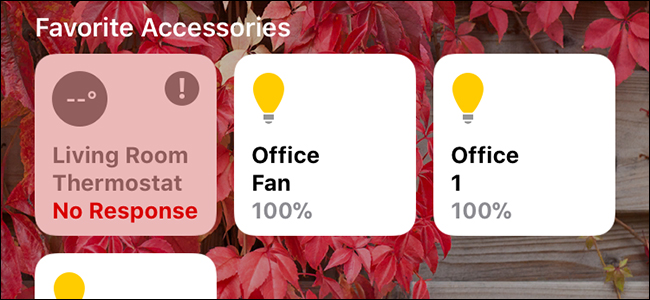 Favorite Accessories
--°
!
Living Room
Thermostat
No Response
Office
Fan
100%
Office
1
100%